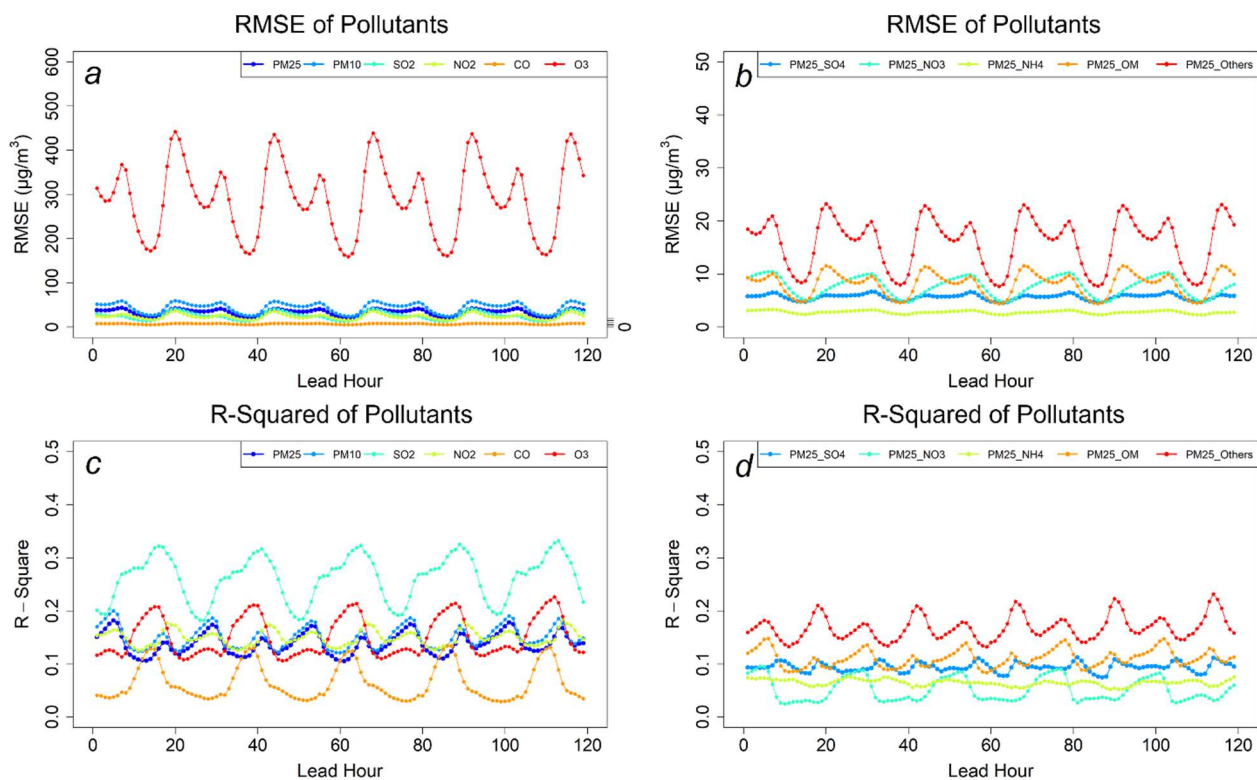 RMSE of Pollutants
a
PM25 PM10 SO2 NO2 CO O3
RMSE (µg/m³)
600
500
400
300
200
100
0
0 20 40 60 80 100 120
0
Lead Hour
RMSE of Pollutants
b
PM25_SO4 PM25_NO3 PM25_NH4 PM25_OM PM25_Others
RMSE (µg/m³)
50
40
30
20
10
0
0 20 40 60 80 100 120
Lead Hour
R-Squared of Pollutants
c
PM25 PM10 SO2 NO2 CO O3
R – Square
0.5
0.4
0.3
0.2
0.1
0.0
0 20 40 60 80 100 120
Lead Hour
R-Squared of Pollutants
d
PM25_SO4 PM25_NO3 PM25_NH4 PM25_OM PM25_Others
R – Square
0.5
0.4
0.3
0.2
0.1
0.0
0 20 40 60 80 100 120
Lead Hour